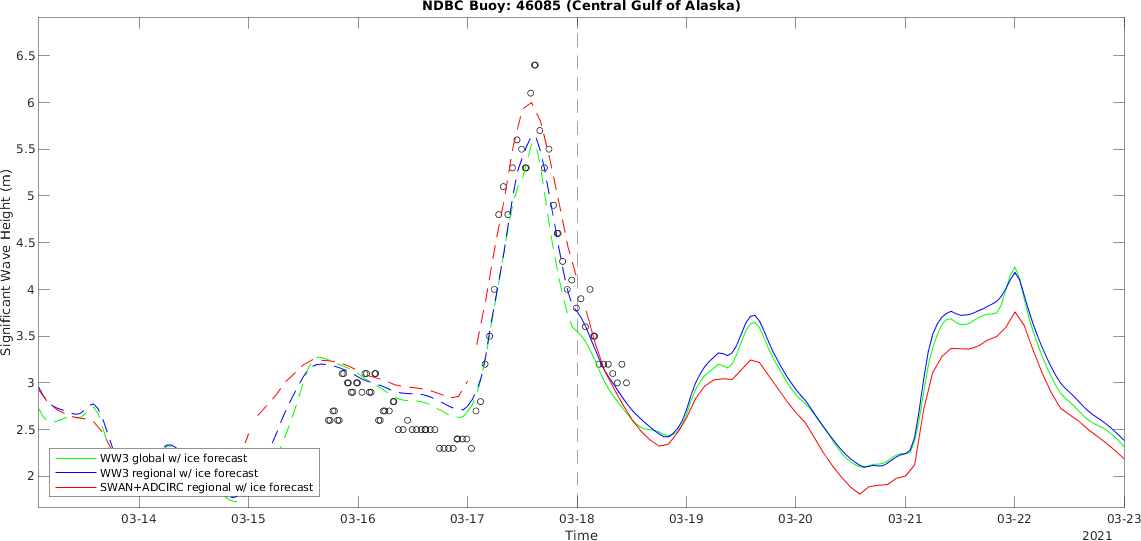 NDBC Buoy: 46085 (Central Gulf of Alaska)
Significant Wave Height (m)
6.5
6
5.5
5
4.5
4
3.5
3
2.5
2
WW3 global w/ ice forecast
WW3 regional w/ ice forecast
SWAN+ADCIRC regional w/ ice forecast
03-14 03-15 03-16 03-17 03-18 03-19 03-20 03-21 03-22 03-23
Time
2021